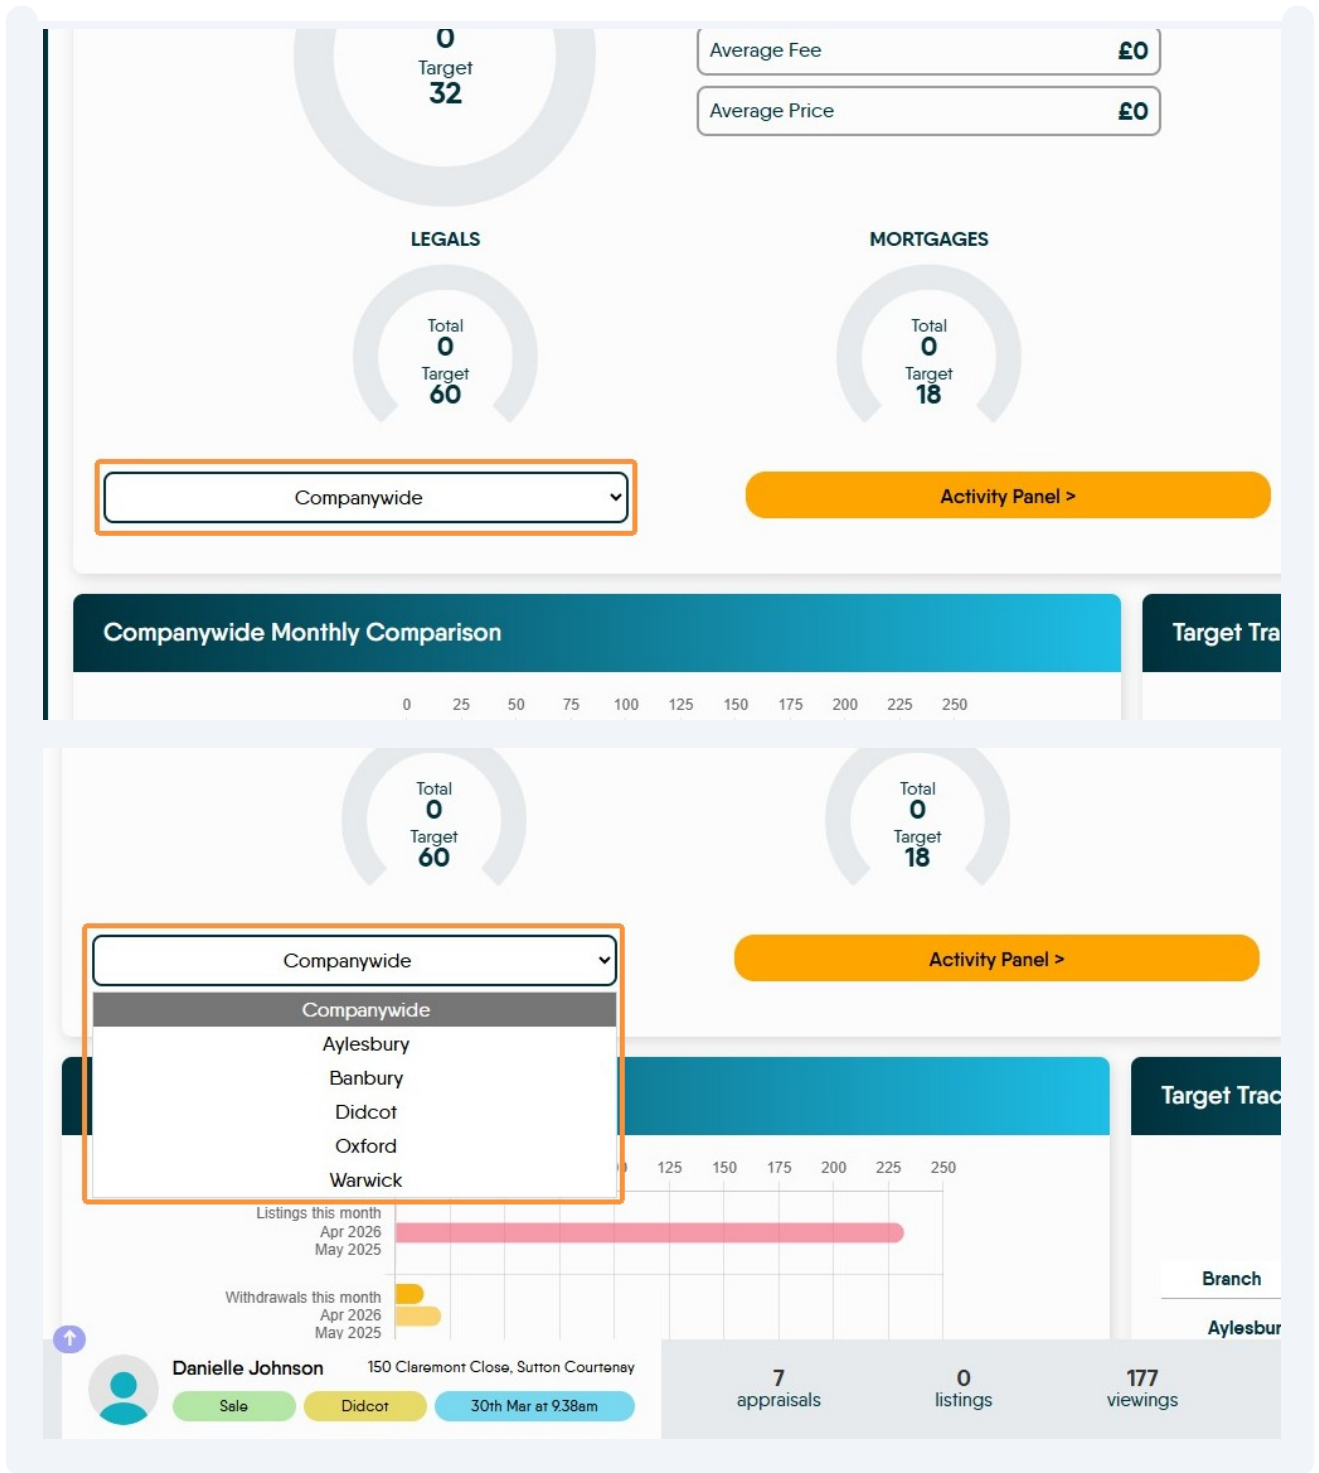 0
Target
32
Average Fee £0
Average Price £0
LEGALS
MORTGAGES
Total
0
Target
60
Total
0
Target
18
Companywide
Activity Panel >
Companywide Monthly Comparison
Target Tra
0 25 50 75 100 125 150 175 200 225 250
Total
0
Target
60
Total
0
Target
18
Companywide
Activity Panel >
Companywide
Aylesbury
Banbury
Didcot
Oxford
Warwick
Target Trac
125 150 175 200 225 250
Listings this month
Apr 2026
May 2025
Withdrawals this month
Apr 2026
May 2025
Branch
Aylesbur
Danielle Johnson 150 Claremont Close, Sutton Courtenay
Sale Didcot 30th Mar at 9.38am
7
appraisals
0
listings
177
viewings